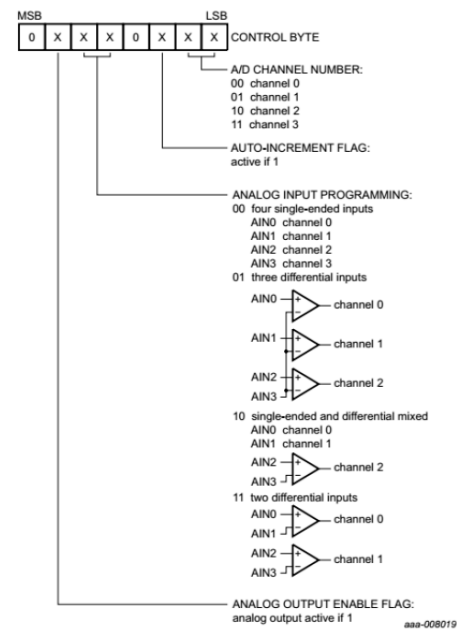 MSB LSB
0 X X X 0 X X X CONTROL BYTE
A/D CHANNEL NUMBER:
00 channel 0
01 channel 1
10 channel 2
11 channel 3
AUTO-INCREMENT FLAG:
active if 1
ANALOG INPUT PROGRAMMING:
00 four single-ended inputs
AIN0 channel 0
AIN1 channel 1
AIN2 channel 2
AIN3 channel 3
01 three differential inputs
AIN0 + − channel 0
AIN1 + − channel 1
AIN2 + − channel 2
AIN3
10 single-ended and differential mixed
AIN0 channel 0
AIN1 channel 1
AIN2 + − channel 2
AIN3
11 two differential inputs
AIN0 + − channel 0
AIN1
AIN2 + − channel 1
AIN3
ANALOG OUTPUT ENABLE FLAG:
analog output active if 1
aaa-008019